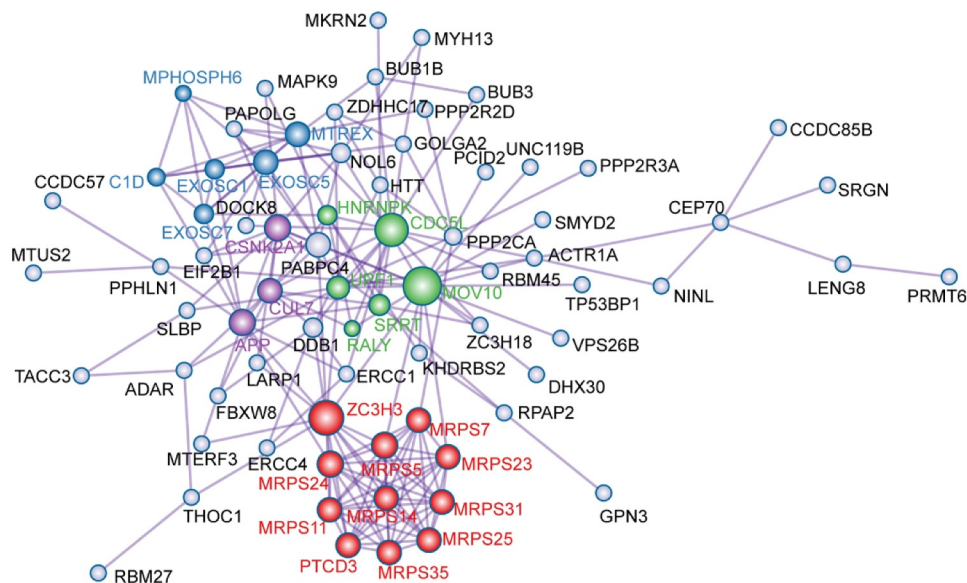 MKRN2
MYH13
MPHOSPH6
MAPK9
BUB1B
BUB3
PAPOLG
ZDHHC17
PPP2R2D
CCDC85B
MTREX
GOLGA2
NOL6
PCID2
UNC119B
PPP2R3A
CCDC57
C1D
EXOSC1
EXOSC5
HTT
SRGN
DOCK8
HNRNPK
CEP70
EXOSC7
CSNK2A1
CDC5L
SMYD2
PPP2CA
MTUS2
EIF2B1
PABPC4
ACTR1A
PPHLN1
UPF1
RBM45
MOV10
TP53BP1
NINL
LENG8
PRMT6
SLBP
CUL7
SRRT
APP
DDB1
RALY
ZC3H18
VPS26B
TACC3
ADAR
LARP1
ERCC1
KHDRBS2
DHX30
FBXW8
ZC3H3
RPAP2
MRPS7
MTERF3
ERCC4
MRPS5
MRPS23
MRPS24
THOC1
MRPS11
MRPS14
MRPS31
GPN3
MRPS25
RBM27
PTCD3
MRPS35